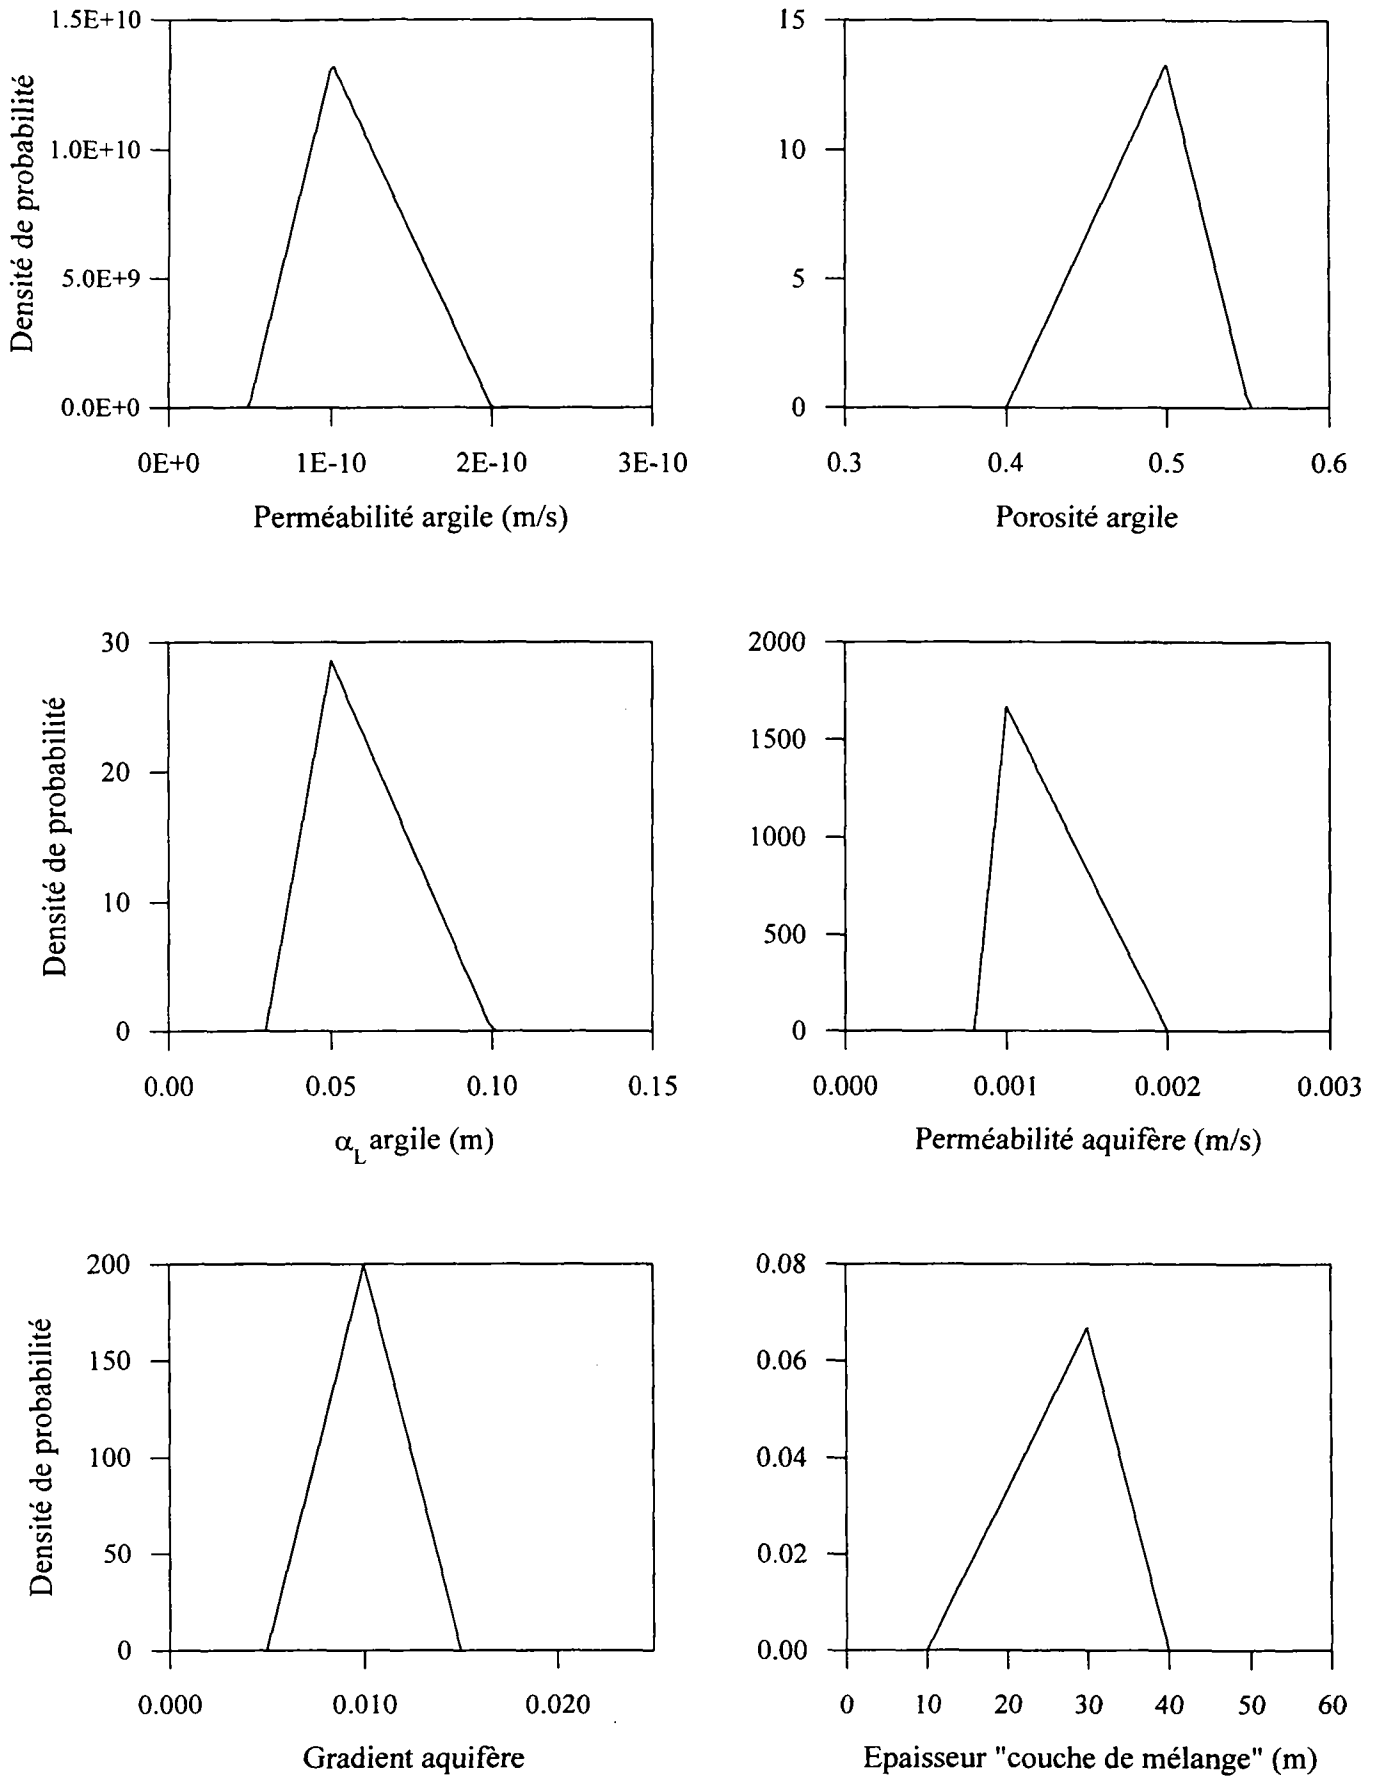 1.5E+10
1.0E+10
5.0E+9
0.0E+0
Densité de probabilité
0E+0 1E-10 2E-10 3E-10
Perméabilité argile (m/s)
15
10
5
0
0.3 0.4 0.5 0.6
Porosité argile
30
20
10
0
Densité de probabilité
0.00 0.05 0.10 0.15
αL argile (m)
2000
1500
1000
500
0
0.000 0.001 0.002 0.003
Perméabilité aquifère (m/s)
200
150
100
50
0
Densité de probabilité
0.000 0.010 0.020
Gradient aquifère
0.08
0.06
0.04
0.02
0.00
0 10 20 30 40 50 60
Epaisseur "couche de mélange" (m)